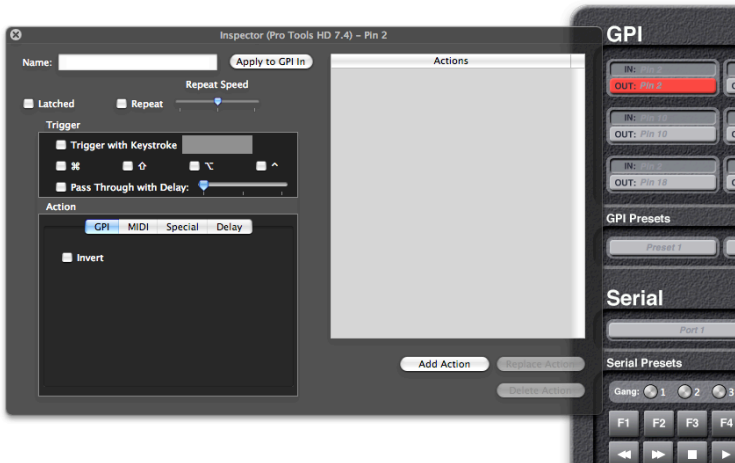 Inspector (Pro Tools HD 7.4) – Pin 2
Name:
Apply to GPI In
Repeat Speed
Latched
Repeat
Trigger
Trigger with Keystroke
⌘ ⇧ ⌥ ^
Pass Through with Delay:
Action
GPI MIDI Special Delay
Invert
Actions
Add Action
Replace Action
Delete Action
GPI
IN: Pin 2
OUT: Pin 2
IN: Pin 10
OUT: Pin 10
IN:
OUT: Pin 18
GPI Presets
Preset 1
Serial
Port 1
Serial Presets
Gang: 1 2 3
F1 F2 F3 F4